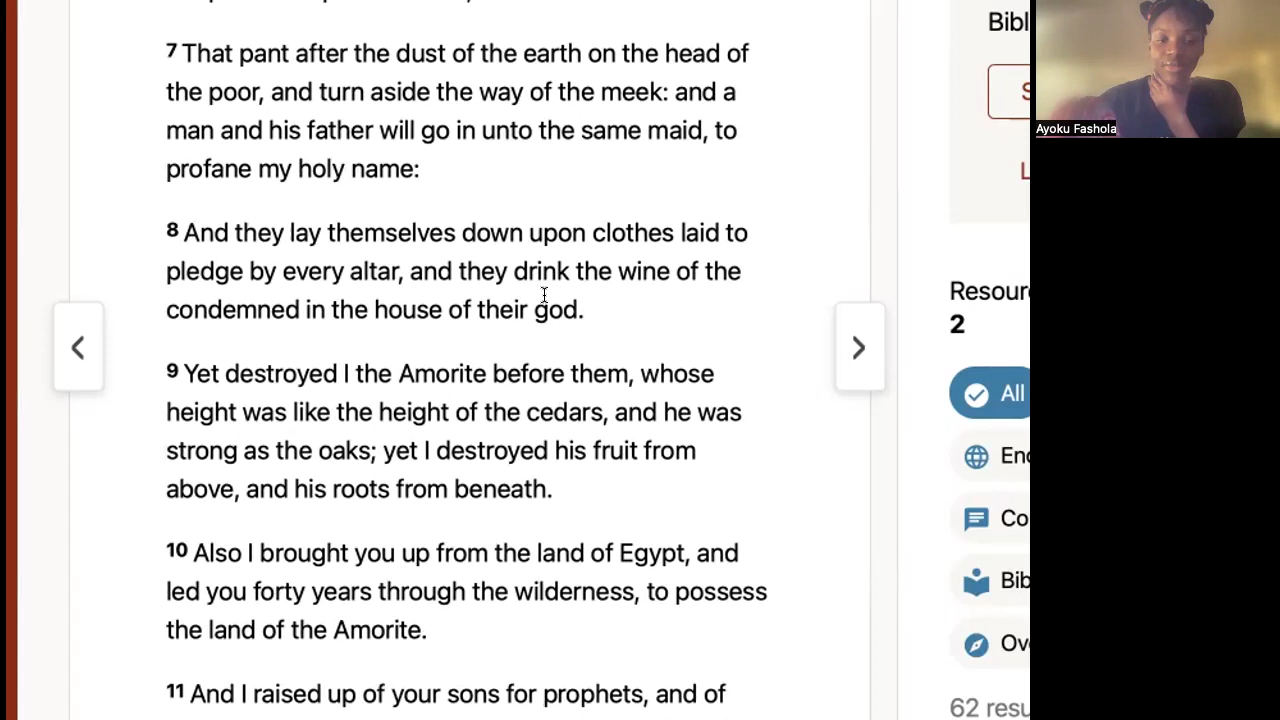 7 That pant after the dust of the earth on the head of
the poor, and turn aside the way of the meek: and a
man and his father will go in unto the same maid, to
profane my holy name:
8 And they lay themselves down upon clothes laid to
pledge by every altar, and they drink the wine of the
condemned in the house of their god.
9 Yet destroyed I the Amorite before them, whose
height was like the height of the cedars, and he was
strong as the oaks; yet I destroyed his fruit from
above, and his roots from beneath.
10 Also I brought you up from the land of Egypt, and
led you forty years through the wilderness, to possess
the land of the Amorite.
11 And I raised up of your sons for prophets, and of
Bibl
S
L
Resour
2
All
Enc
Co
Bib
Ov
62 resu
Ayoku Fashola